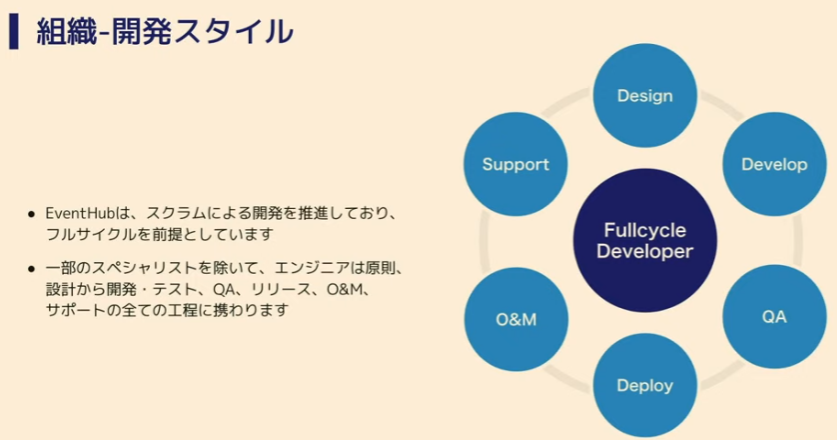 組織-開発スタイル
● EventHubは、スクラムによる開発を推進しており、
フルサイクルを前提としています
● 一部のスペシャリストを除いて、エンジニアは原則、
設計から開発・テスト、QA、リリース、O&M、
サポートの全ての工程に携わります
Design
Develop
QA
Deploy
O&M
Support
Fullcycle
Developer